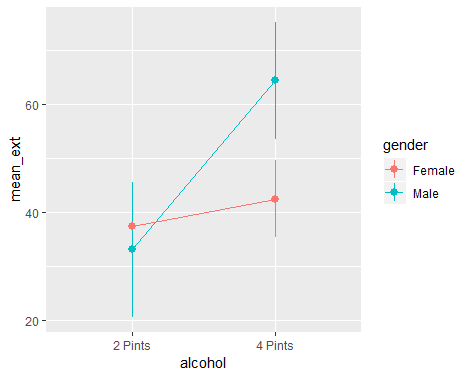 mean_ext
60
40
20
2 Pints
4 Pints
alcohol
gender
Female
Male